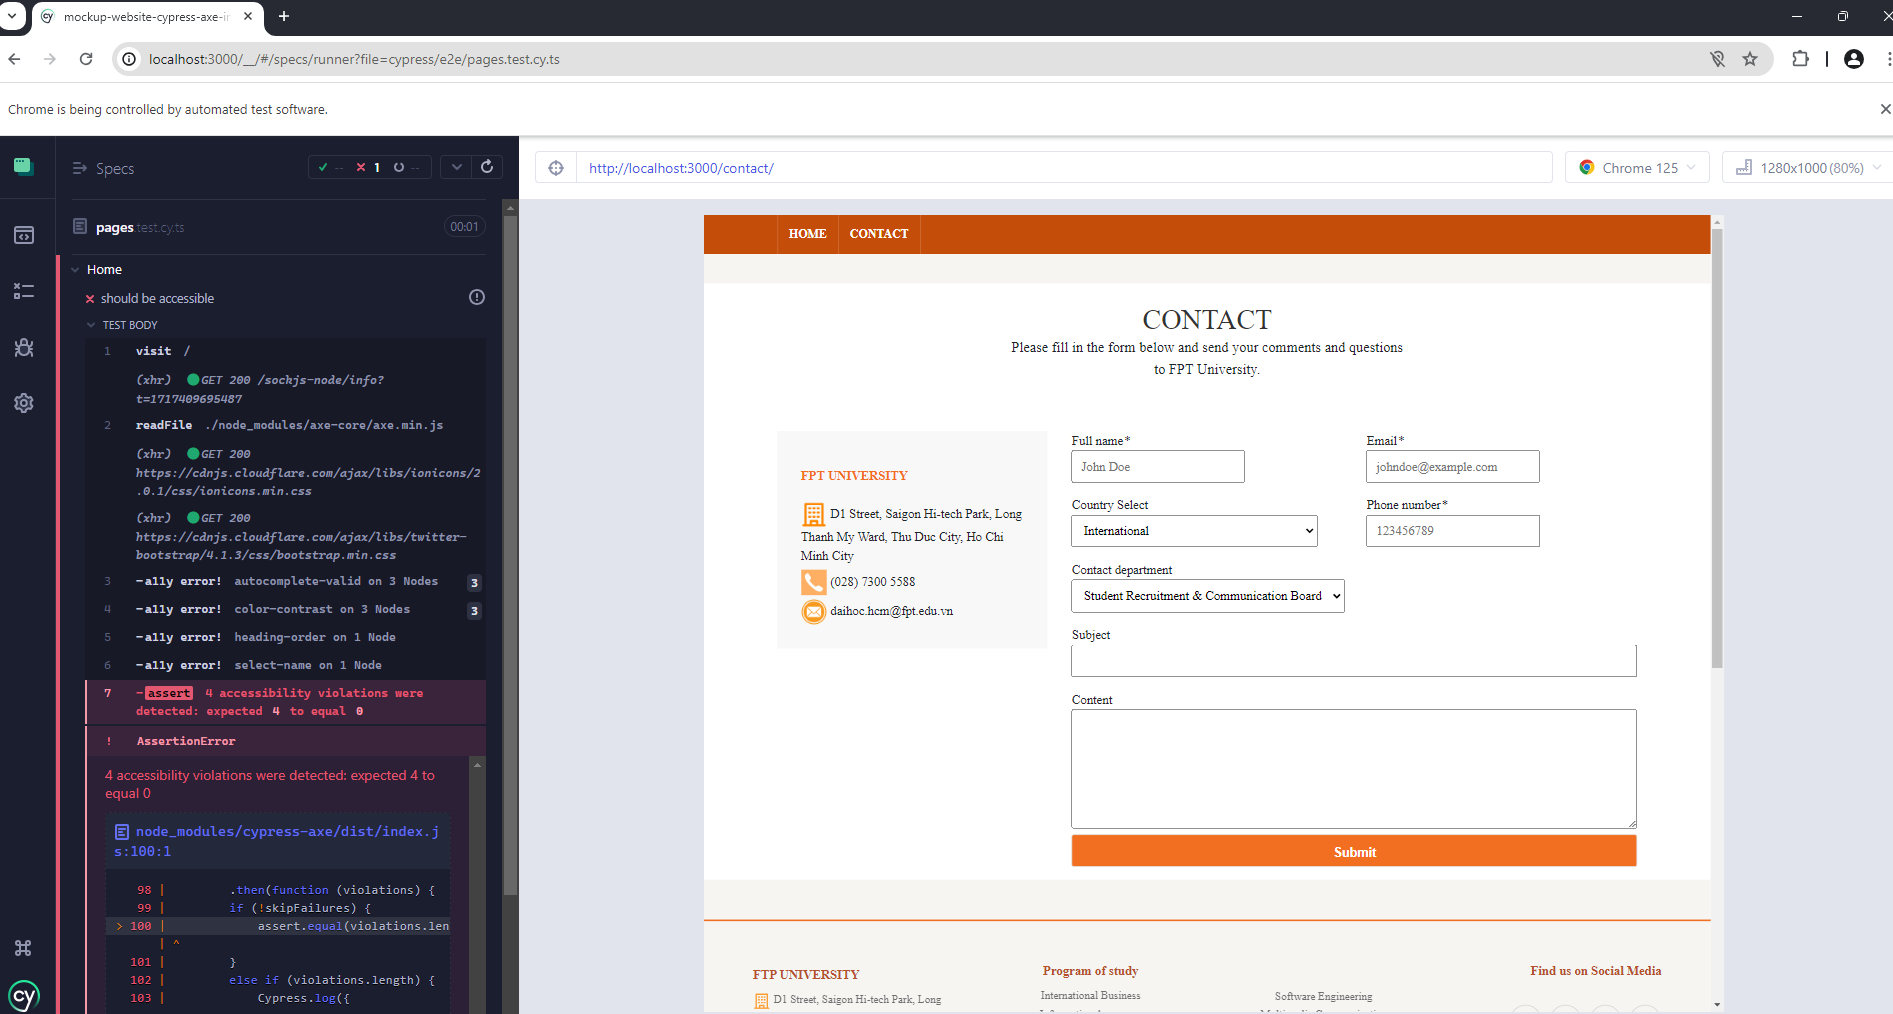 mockup-website-cypress-axe-in
localhost:3000/__/#/specs/runner?file=cypress/e2e/pages.test.cy.ts
Chrome is being controlled by automated test software.
Specs
✓ -- × 1 --
pages.test.cy.ts 00:01
Home
× should be accessible
TEST BODY
1 visit /
(xhr) GET 200 /sockjs-node/info?
t=1717409695487
2 readFile ./node_modules/axe-core/axe.min.js
(xhr) GET 200
https://cdnjs.cloudflare.com/ajax/libs/ionicons/2
.0.1/css/ionicons.min.css
(xhr) GET 200
https://cdnjs.cloudflare.com/ajax/libs/twitter-
bootstrap/4.1.3/css/bootstrap.min.css
3 -a11y error! autocomplete-valid on 3 Nodes 3
4 -a11y error! color-contrast on 3 Nodes 3
5 -a11y error! heading-order on 1 Node
6 -a11y error! select-name on 1 Node
7 -assert 4 accessibility violations were
detected: expected 4 to equal 0
! AssertionError
4 accessibility violations were detected: expected 4 to
equal 0
node_modules/cypress-axe/dist/index.j
s:100:1
98 | .then(function (violations) {
99 | if (!skipFailures) {
> 100 | assert.equal(violations.len
| ^
101 | }
102 | else if (violations.length) {
103 | Cypress.log({
cy
http://localhost:3000/contact/
Chrome 125
1280x1000 (80%)
HOME CONTACT
CONTACT
Please fill in the form below and send your comments and questions
to FPT University.
FPT UNIVERSITY
D1 Street, Saigon Hi-tech Park, Long
Thanh My Ward, Thu Duc City, Ho Chi
Minh City
(028) 7300 5588
daihoc.hcm@fpt.edu.vn
Full name*
John Doe
Email*
johndoe@example.com
Country Select
International
Phone number*
123456789
Contact department
Student Recruitment & Communication Board
Subject
Content
Submit
FTP UNIVERSITY
D1 Street, Saigon Hi-tech Park, Long
Program of study
International Business
Software Engineering
Find us on Social Media